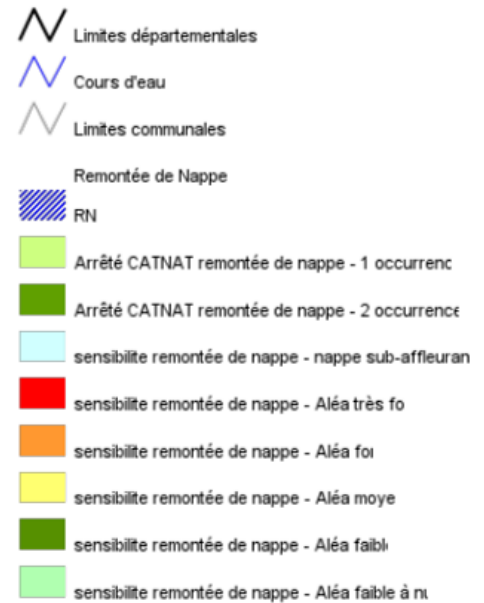 Limites départementales
Cours d'eau
Limites communales
Remontée de Nappe
RN
Arrêté CATNAT remontée de nappe - 1 occurrenc
Arrêté CATNAT remontée de nappe - 2 occurrence
sensibilite remontée de nappe - nappe sub-affleuran
sensibilite remontée de nappe - Aléa très fo
sensibilite remontée de nappe - Aléa for
sensibilite remontée de nappe - Aléa moye
sensibilite remontée de nappe - Aléa faibl
sensibilite remontée de nappe - Aléa faible à nu